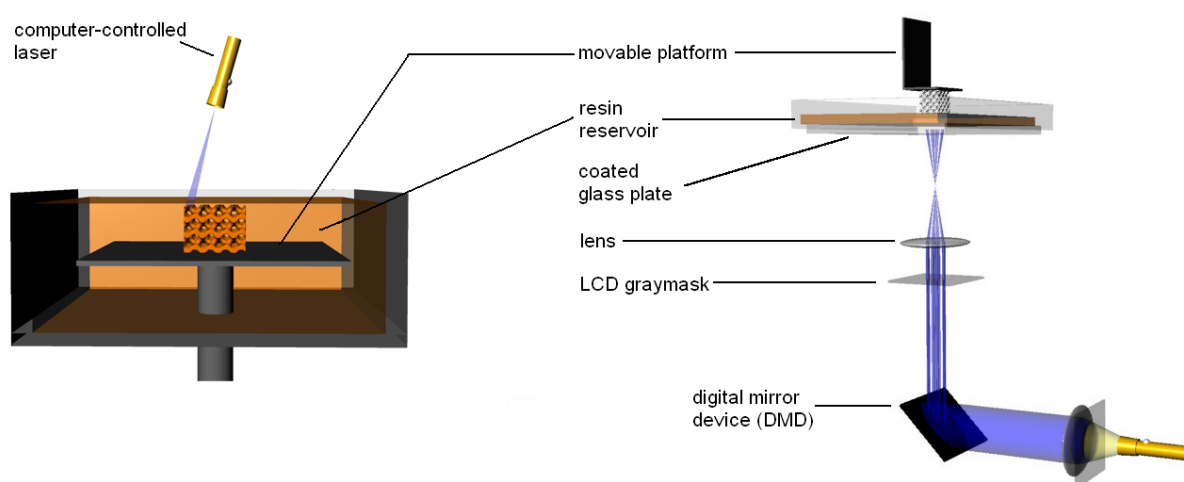 computer-controlled
laser
movable platform
resin
reservoir
coated
glass plate
lens
LCD graymask
digital mirror
device (DMD)